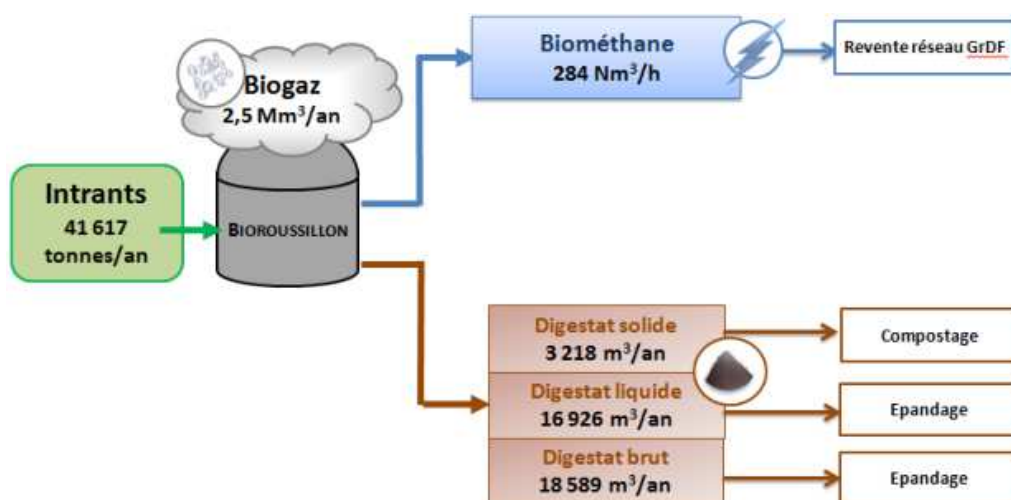 Biométhane
284 Nm³/h
Revente réseau GrDF
Biogaz
2,5 Mm³/an
Intrants
41 617
tonnes/an
BIOROUSSILLON
Digestat solide
3 218 m³/an
Compostage
Digestat liquide
16 926 m³/an
Epandage
Digestat brut
18 589 m³/an
Epandage